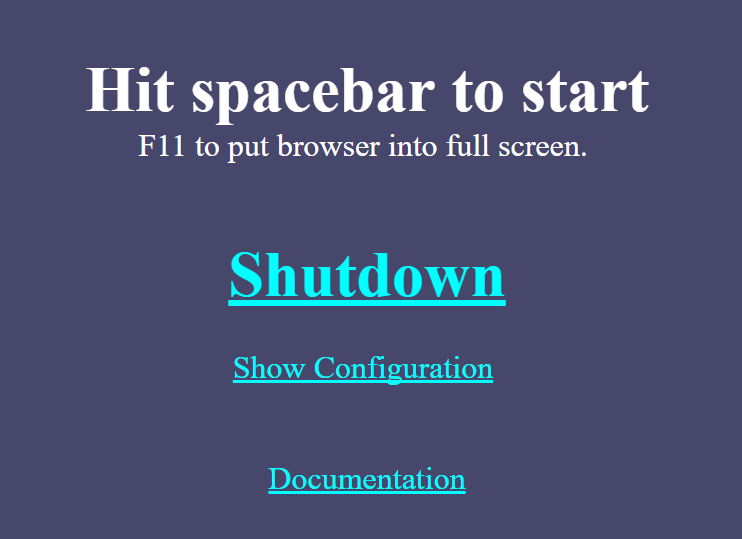 Hit spacebar to start
F11 to put browser into full screen.
Shutdown
Show Configuration
Documentation